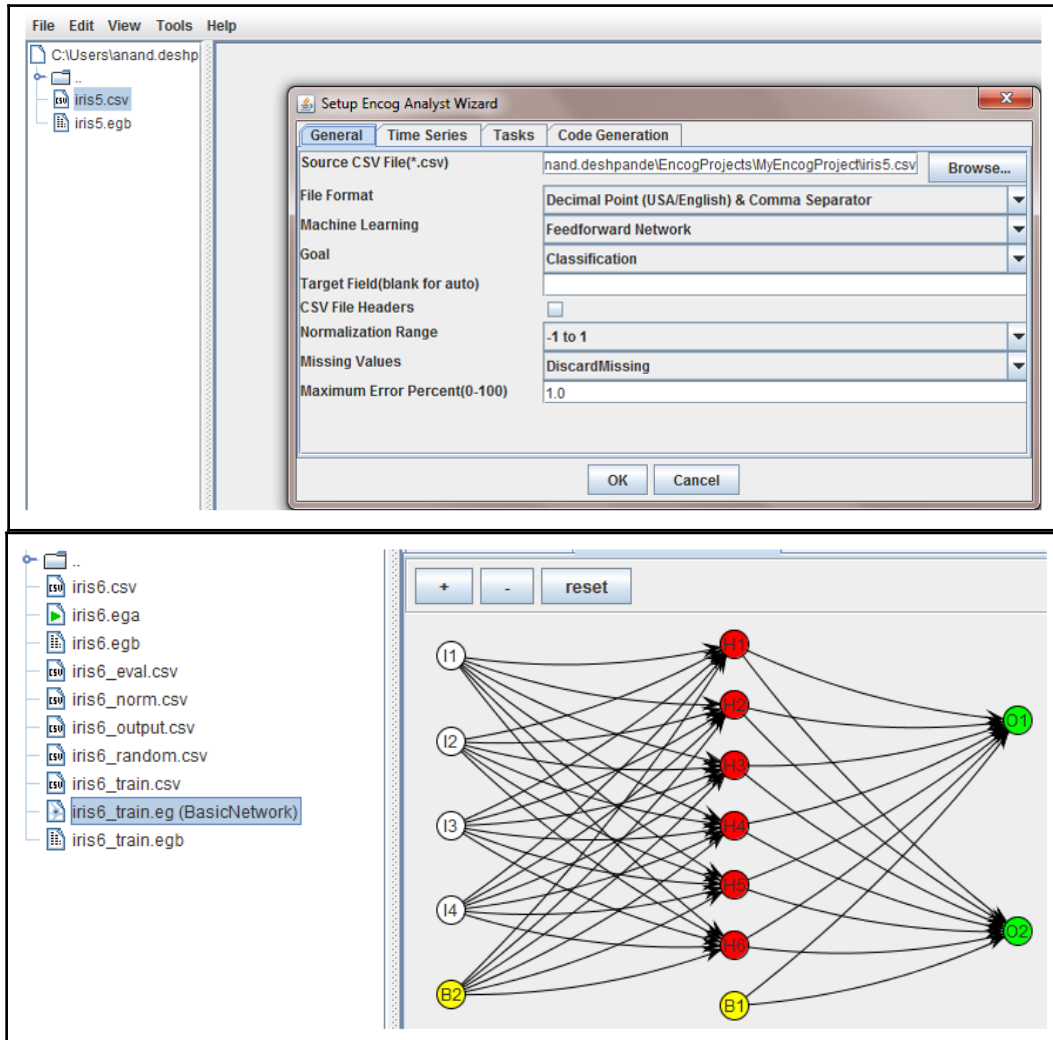 File Edit View Tools Help
C:\Users\anand.deshp
..
iris5.csv
iris5.egb
Setup Encog Analyst Wizard
General Time Series Tasks Code Generation
Source CSV File(*.csv) nand.deshpande\EncogProjects\MyEncogProject\iris5.csv Browse...
File Format Decimal Point (USA/English) & Comma Separator
Machine Learning Feedforward Network
Goal Classification
Target Field(blank for auto)
CSV File Headers
Normalization Range -1 to 1
Missing Values DiscardMissing
Maximum Error Percent(0-100) 1.0
OK Cancel
..
iris6.csv
iris6.ega
iris6.egb
iris6_eval.csv
iris6_norm.csv
iris6_output.csv
iris6_random.csv
iris6_train.csv
iris6_train.eg (BasicNetwork)
iris6_train.egb
+ - reset
I1
I2
I3
I4
B2
H1
H2
H3
H4
H5
H6
B1
O1
O2